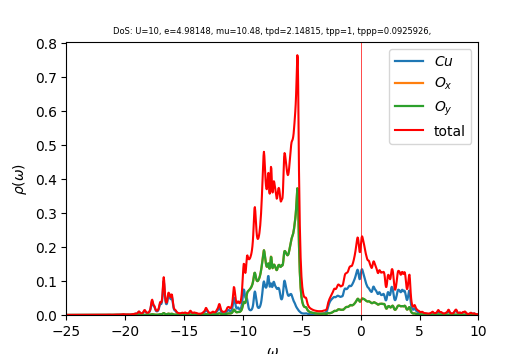 DoS: U=10, e=4.98148, mu=10.48, tpd=2.14815, tpp=1, tppp=0.0925926,
0.8
0.7
0.6
0.5
0.4
0.3
0.2
0.1
0.0
ρ(ω)
Cu
Oₓ
Oᵧ
total
−25 −20 −15 −10 −5 0 5 10
ω